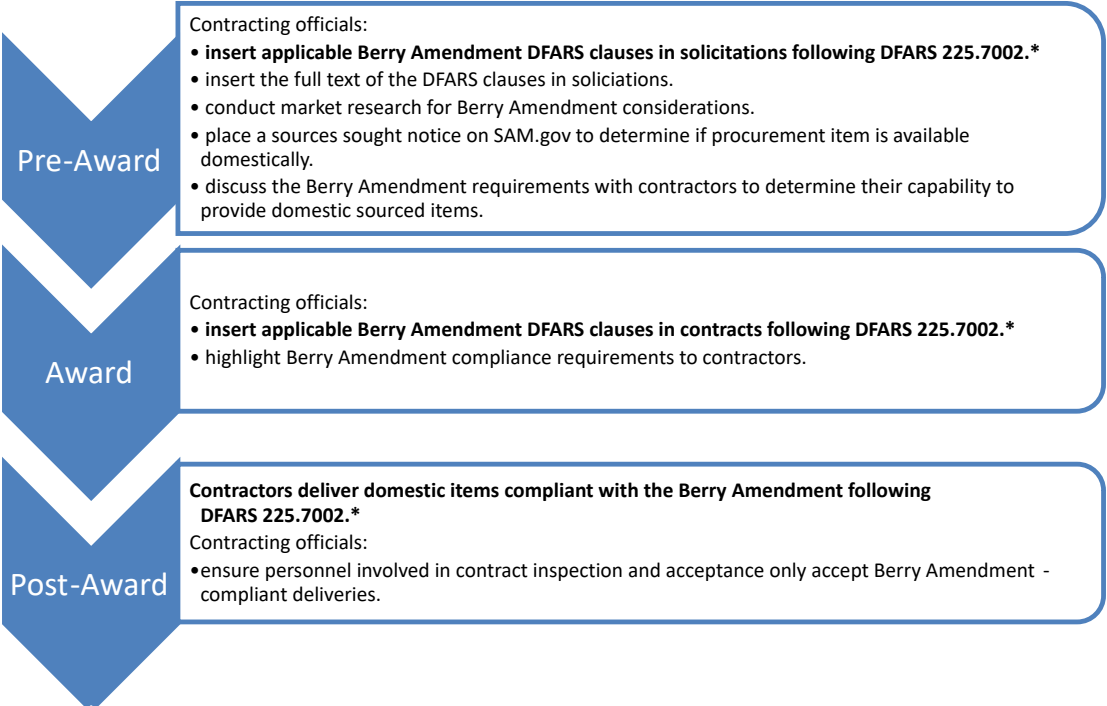 Pre-Award
Contracting officials:
• insert applicable Berry Amendment DFARS clauses in solicitations following DFARS 225.7002.*
• insert the full text of the DFARS clauses in soliciations.
• conduct market research for Berry Amendment considerations.
• place a sources sought notice on SAM.gov to determine if procurement item is available
domestically.
• discuss the Berry Amendment requirements with contractors to determine their capability to
provide domestic sourced items.
Award
Contracting officials:
• insert applicable Berry Amendment DFARS clauses in contracts following DFARS 225.7002.*
• highlight Berry Amendment compliance requirements to contractors.
Post-Award
Contractors deliver domestic items compliant with the Berry Amendment following
DFARS 225.7002.*
Contracting officials:
•ensure personnel involved in contract inspection and acceptance only accept Berry Amendment -
compliant deliveries.